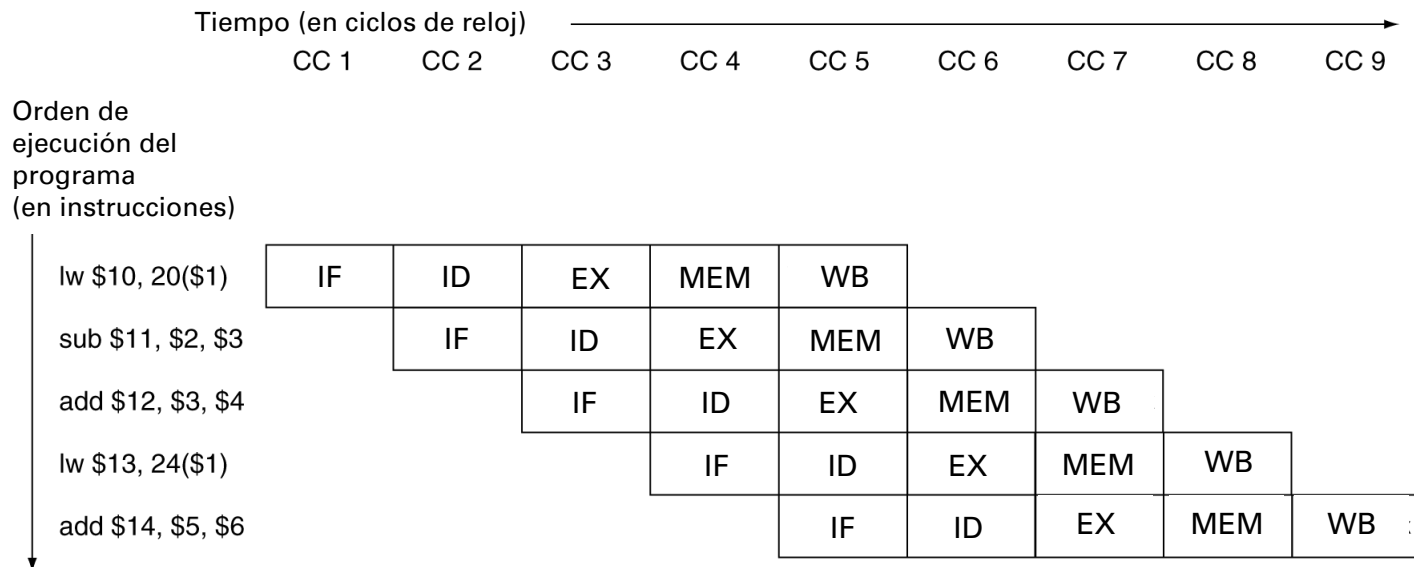 Tiempo (en ciclos de reloj)
CC 1 CC 2 CC 3 CC 4 CC 5 CC 6 CC 7 CC 8 CC 9
Orden de
ejecución del
programa
(en instrucciones)
lw $10, 20($1) IF ID EX MEM WB
sub $11, $2, $3 IF ID EX MEM WB
add $12, $3, $4 IF ID EX MEM WB
lw $13, 24($1) IF ID EX MEM WB
add $14, $5, $6 IF ID EX MEM WB